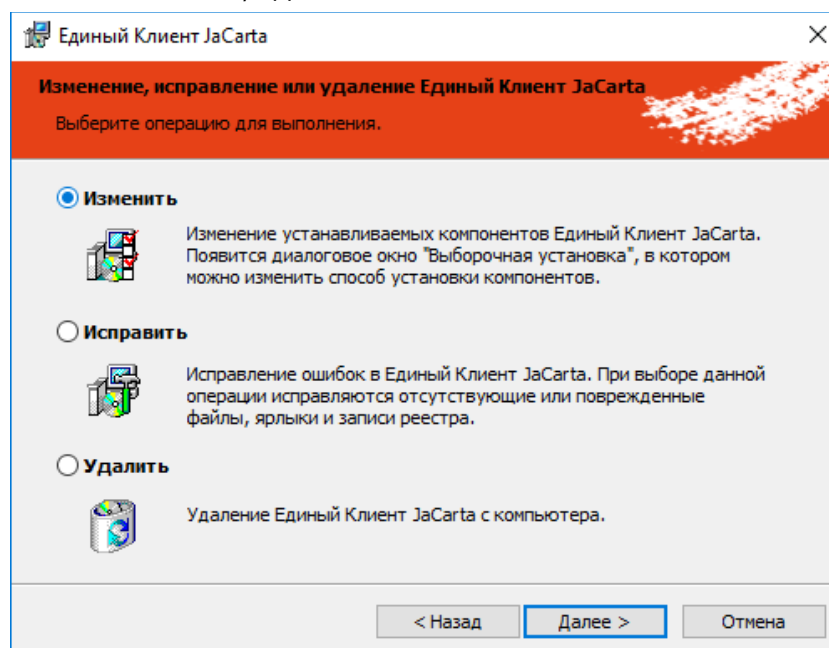 Единый Клиент JaCarta
Изменение, исправление или удаление Единый Клиент JaCarta
Выберите операцию для выполнения.
Изменить
Изменение устанавливаемых компонентов Единый Клиент JaCarta.
Появится диалоговое окно "Выборочная установка", в котором
можно изменить способ установки компонентов.
Исправить
Исправление ошибок в Единый Клиент JaCarta. При выборе данной
операции исправляются отсутствующие или поврежденные
файлы, ярлыки и записи реестра.
Удалить
Удаление Единый Клиент JaCarta с компьютера.
< Назад Далее > Отмена